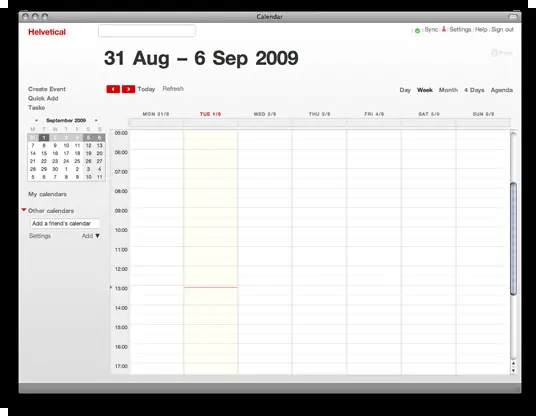 Calendar
Helvetical
Sync Settings | Help | Sign out
31 Aug – 6 Sep 2009
Print
Create Event
Quick Add
Tasks
Today Refresh
Day Week Month 4 Days Agenda
September 2009
M T W T F S S
31 1 2 3 4 5 6
7 8 9 10 11 12 13
14 15 16 17 18 19 20
21 22 23 24 25 26 27
28 29 30 1 2 3 4
5 6 7 8 9 10 11
My calendars
Other calendars
Add a friend's calendar
Settings Add ▼
MON 31/8 TUE 1/9 WED 2/9 THU 3/9 FRI 4/9 SAT 5/9 SUN 6/9
05:00
06:00
07:00
08:00
09:00
10:00
11:00
12:00
13:00
14:00
15:00
16:00
17:00